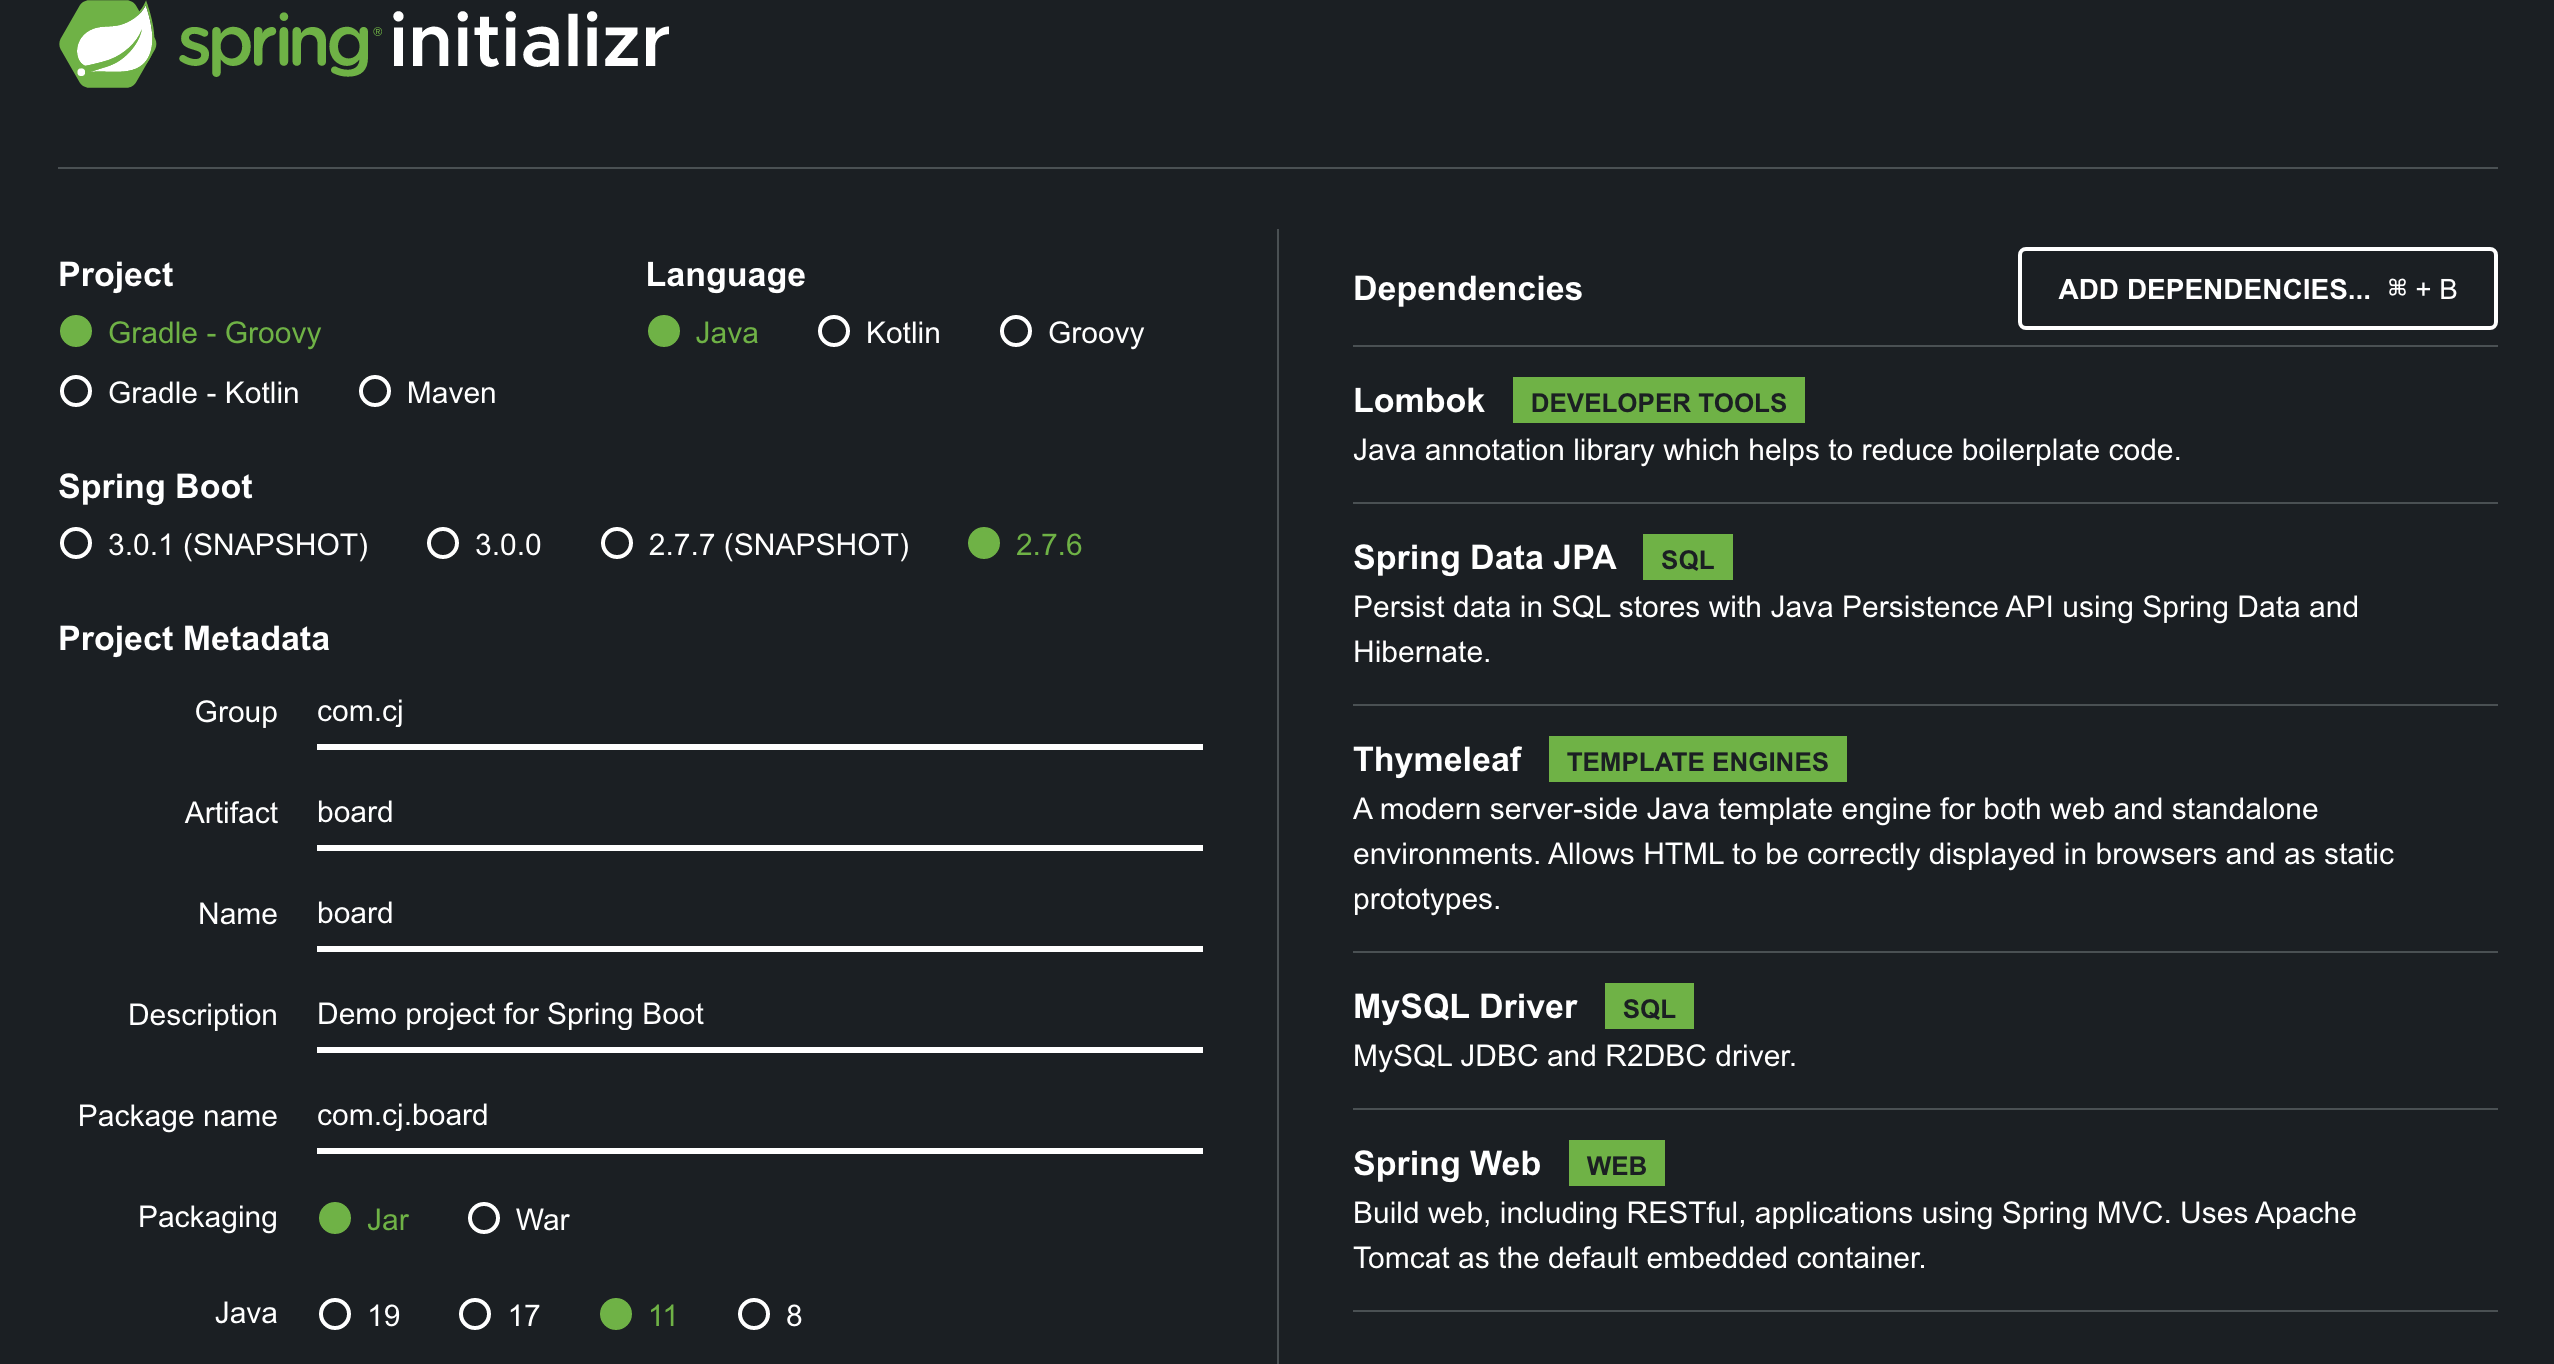 spring® initializr
Project
Gradle - Groovy
Gradle - Kotlin Maven
Language
Java Kotlin Groovy
Spring Boot
3.0.1 (SNAPSHOT) 3.0.0 2.7.7 (SNAPSHOT) 2.7.6
Project Metadata
Group com.cj
Artifact board
Name board
Description Demo project for Spring Boot
Package name com.cj.board
Packaging Jar War
Java 19 17 11 8
Dependencies ADD DEPENDENCIES... ⌘ + B
Lombok DEVELOPER TOOLS
Java annotation library which helps to reduce boilerplate code.
Spring Data JPA SQL
Persist data in SQL stores with Java Persistence API using Spring Data and
Hibernate.
Thymeleaf TEMPLATE ENGINES
A modern server-side Java template engine for both web and standalone
environments. Allows HTML to be correctly displayed in browsers and as static
prototypes.
MySQL Driver SQL
MySQL JDBC and R2DBC driver.
Spring Web WEB
Build web, including RESTful, applications using Spring MVC. Uses Apache
Tomcat as the default embedded container.